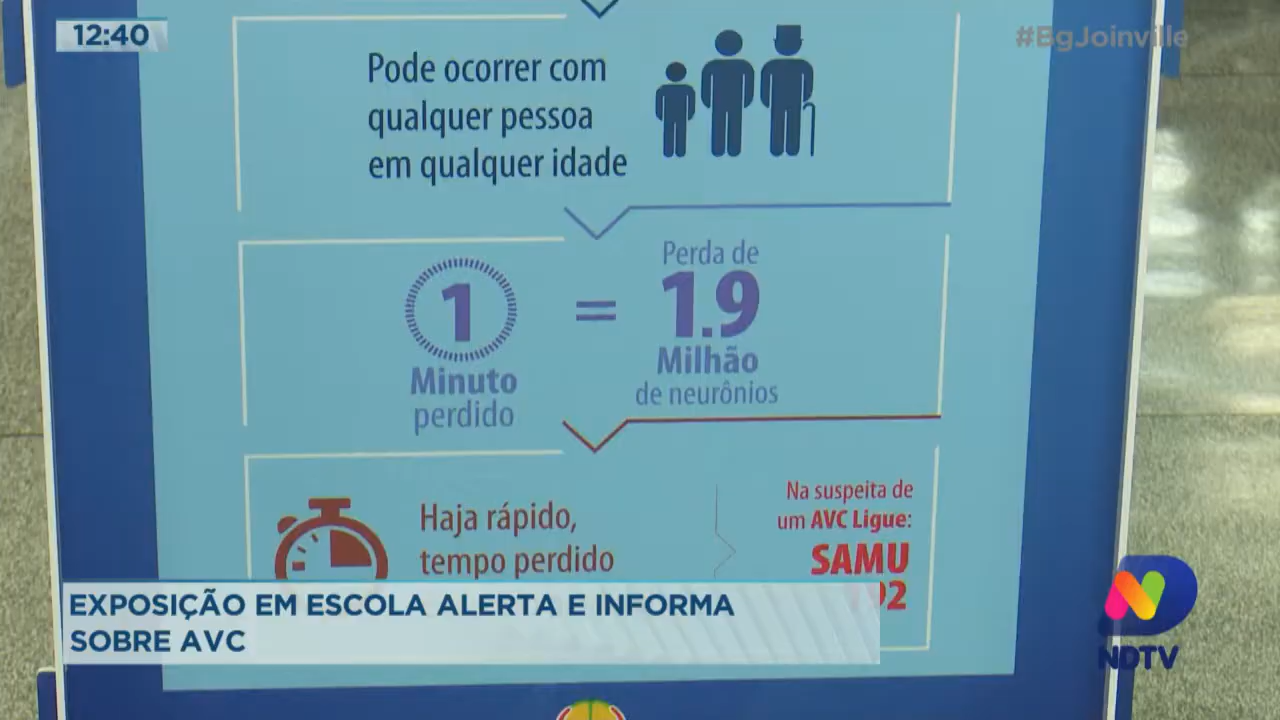 12:40
#BgJoinville
Pode ocorrer com
qualquer pessoa
em qualquer idade
1
Minuto
perdido
=
Perda de
1.9
Milhão
de neurônios
Haja rápido,
tempo perdido
Na suspeita de
um AVC Ligue:
SAMU
EXPOSIÇÃO EM ESCOLA ALERTA E INFORMA
SOBRE AVC
NDTV